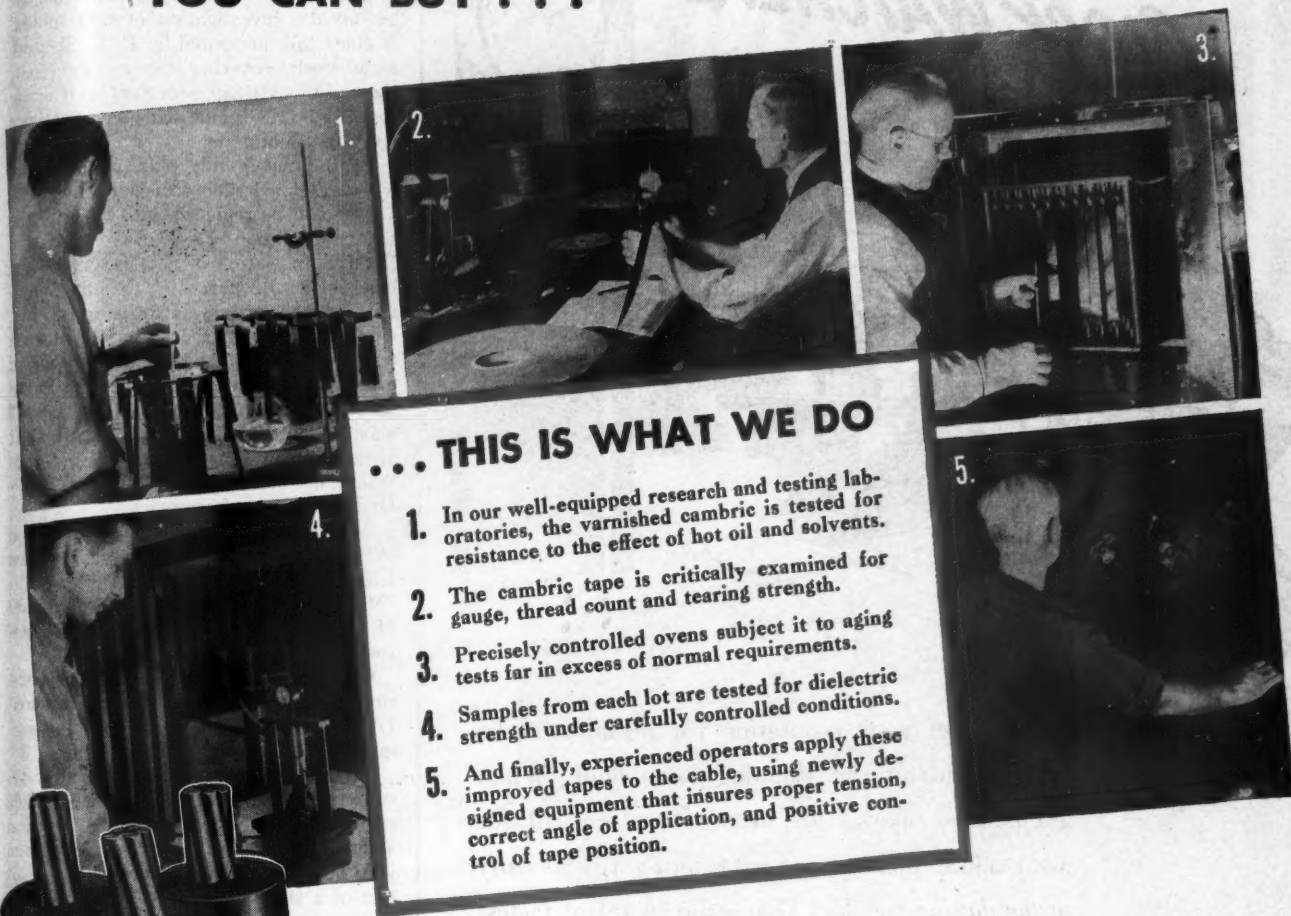 YOU CAN BUY . . .
1.
2.
3.
4.
5.
. . . THIS IS WHAT WE DO
1. In our well-equipped research and testing lab-
oratories, the varnished cambric is tested for
resistance to the effect of hot oil and solvents.
2. The cambric tape is critically examined for
gauge, thread count and tearing strength.
3. Precisely controlled ovens subject it to aging
tests far in excess of normal requirements.
4. Samples from each lot are tested for dielectric
strength under carefully controlled conditions.
5. And finally, experienced operators apply these
improved tapes to the cable, using newly de-
signed equipment that insures proper tension,
correct angle of application, and positive con-
trol of tape position.